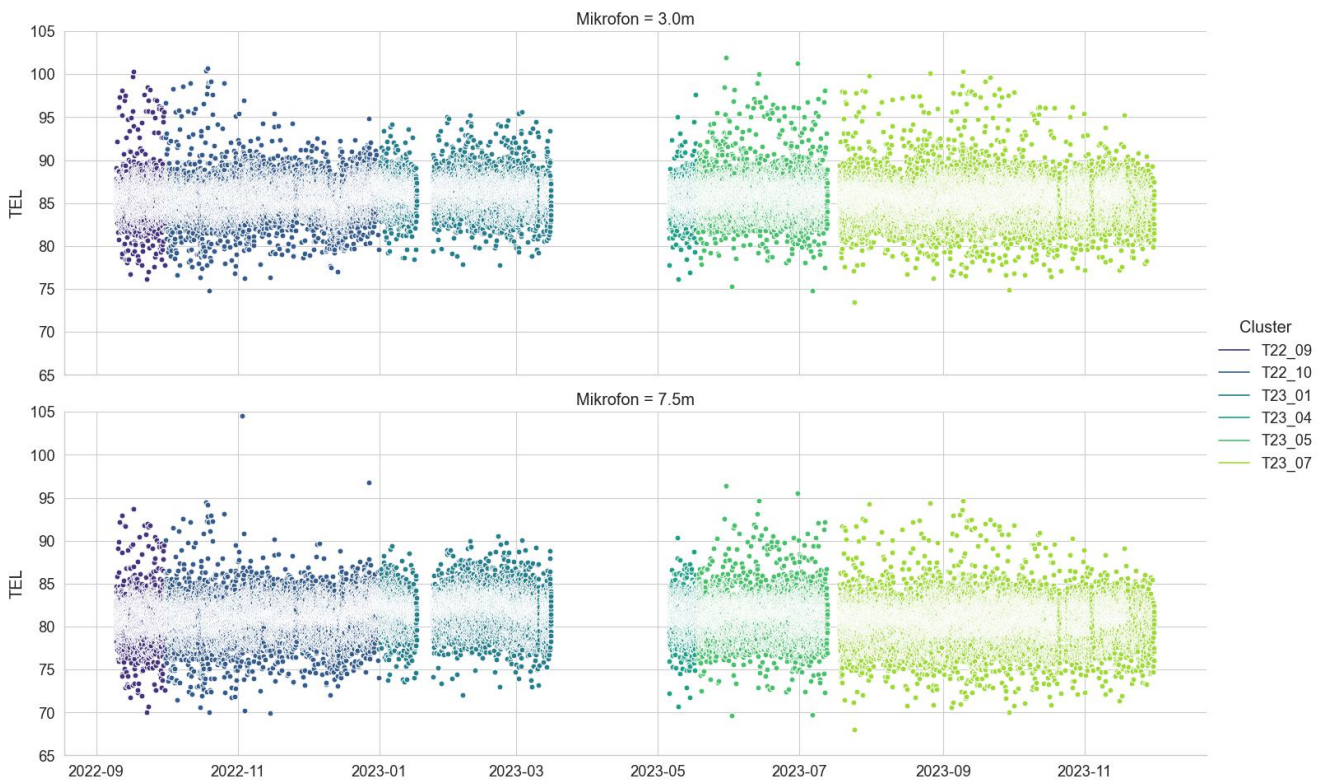 Mikrofon = 3.0m
105
100
95
90
85
80
75
70
65
TEL
Mikrofon = 7.5m
105
100
95
90
85
80
75
70
65
TEL
2022-09 2022-11 2023-01 2023-03 2023-05 2023-07 2023-09 2023-11
Cluster
T22_09
T22_10
T23_01
T23_04
T23_05
T23_07